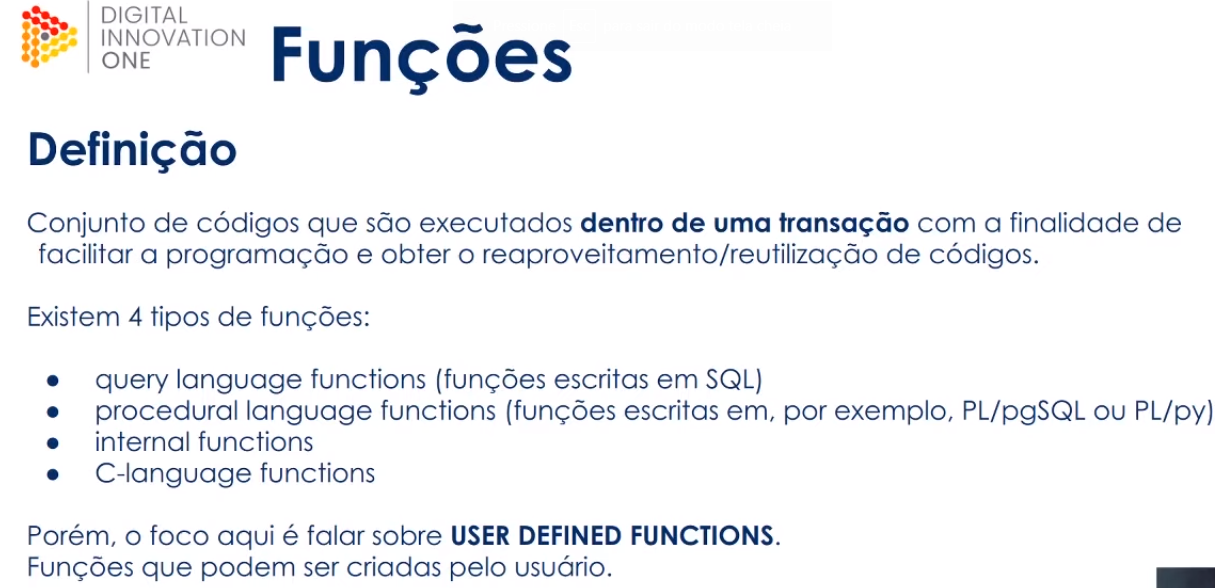 DIGITAL
INNOVATION
ONE
Funções
Definição
Conjunto de códigos que são executados dentro de uma transação com a finalidade de
facilitar a programação e obter o reaproveitamento/reutilização de códigos.
Existem 4 tipos de funções:
● query language functions (funções escritas em SQL)
● procedural language functions (funções escritas em, por exemplo, PL/pgSQL ou PL/py)
● internal functions
● C-language functions
Porém, o foco aqui é falar sobre USER DEFINED FUNCTIONS.
Funções que podem ser criadas pelo usuário.